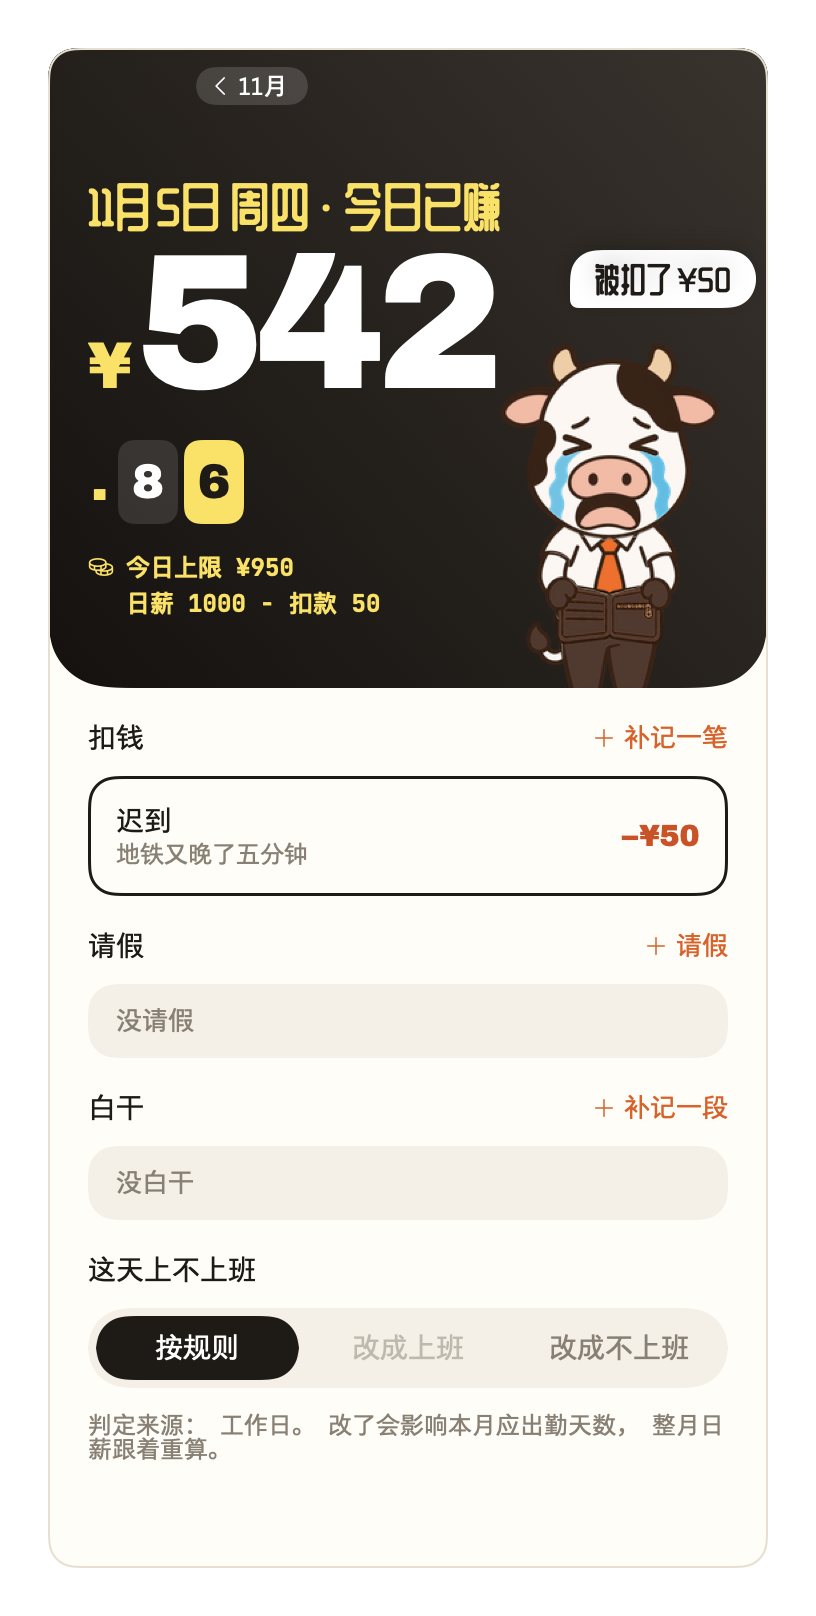 11月
11月5日 周四 · 今日已赚
¥542
被扣了 ¥50
.86
今日上限 ¥950
日薪 1000 - 扣款 50
扣钱
+ 补记一笔
迟到
地铁又晚了五分钟
−¥50
请假
+ 请假
没请假
白干
+ 补记一段
没白干
这天上不上班
按规则 改成上班 改成不上班
判定来源： 工作日。 改了会影响本月应出勤天数， 整月日
薪跟着重算。